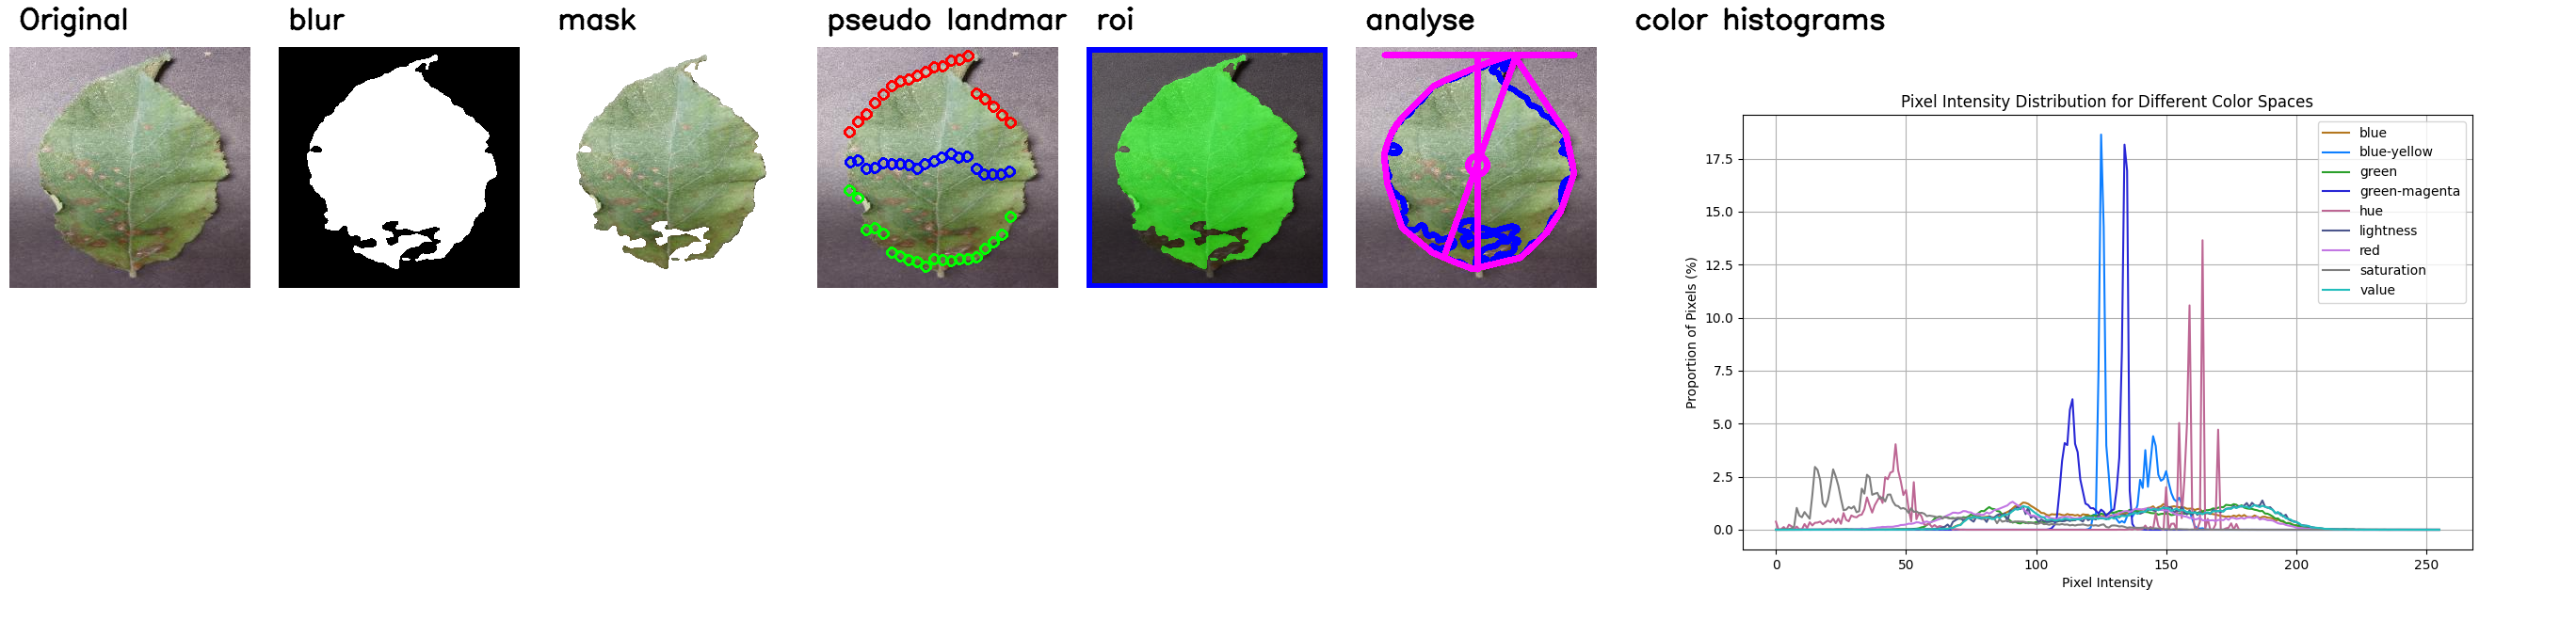 Original blur mask pseudo landmar roi analyse color histograms
Pixel Intensity Distribution for Different Color Spaces
Proportion of Pixels (%)
17.5
15.0
12.5
10.0
7.5
5.0
2.5
0.0
blue
blue-yellow
green
green-magenta
hue
lightness
red
saturation
value
0 50 100 150 200 250
Pixel Intensity